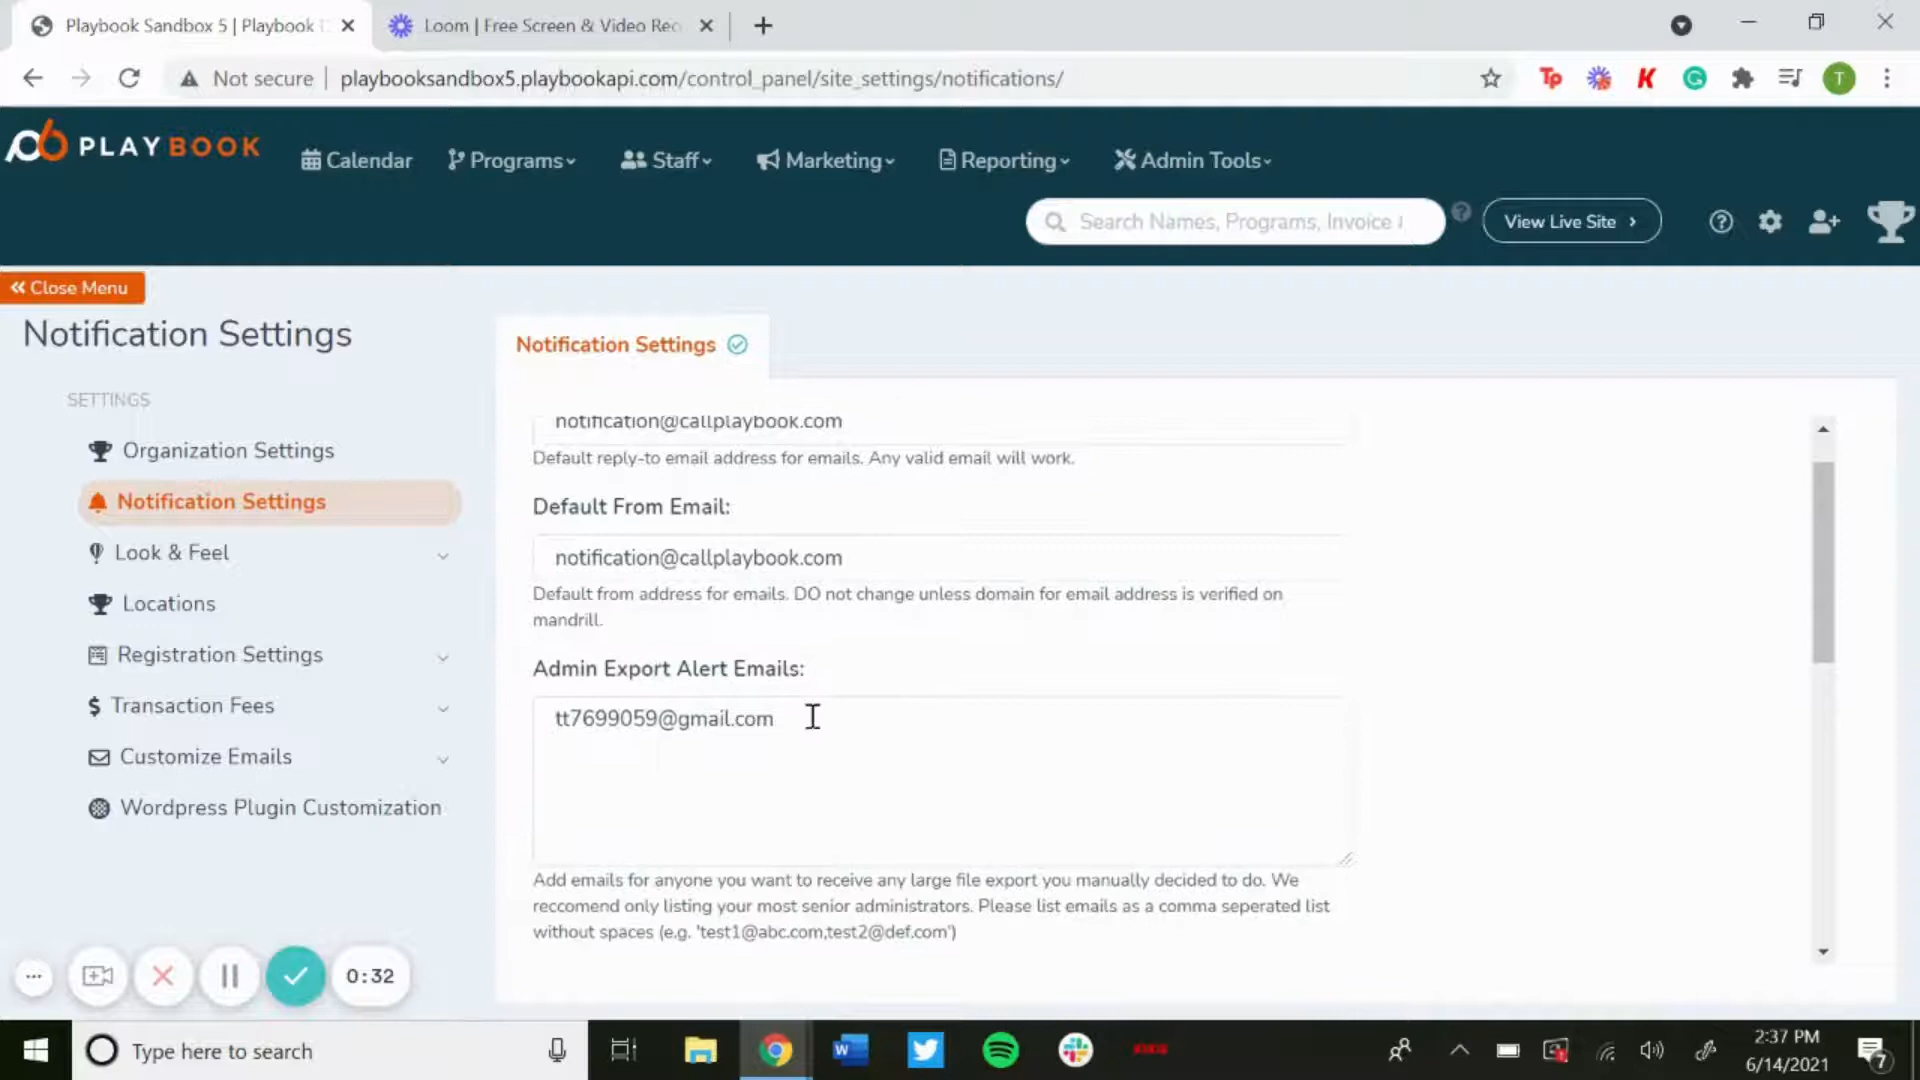 Playbook Sandbox 5 | Playbook
Loom | Free Screen & Video Rec
Not secure | playbooksandbox5.playbookapi.com/control_panel/site_settings/notifications/
Tp
K
G
T
PLAYBOOK
Calendar
Programs
Staff
Marketing
Reporting
Admin Tools
Search Names, Programs, Invoice
View Live Site
Close Menu
Notification Settings
SETTINGS
Organization Settings
Notification Settings
Look & Feel
Locations
Registration Settings
Transaction Fees
Customize Emails
Wordpress Plugin Customization
Notification Settings
notification@callplaybook.com
Default reply-to email address for emails. Any valid email will work.
Default From Email:
notification@callplaybook.com
Default from address for emails. DO not change unless domain for email address is verified on
mandrill.
Admin Export Alert Emails:
tt7699059@gmail.com
Add emails for anyone you want to receive any large file export you manually decided to do. We
reccomend only listing your most senior administrators. Please list emails as a comma seperated list
without spaces (e.g. 'test1@abc.com,test2@def.com')
0:32
Type here to search
W
2:37 PM
6/14/2021
7